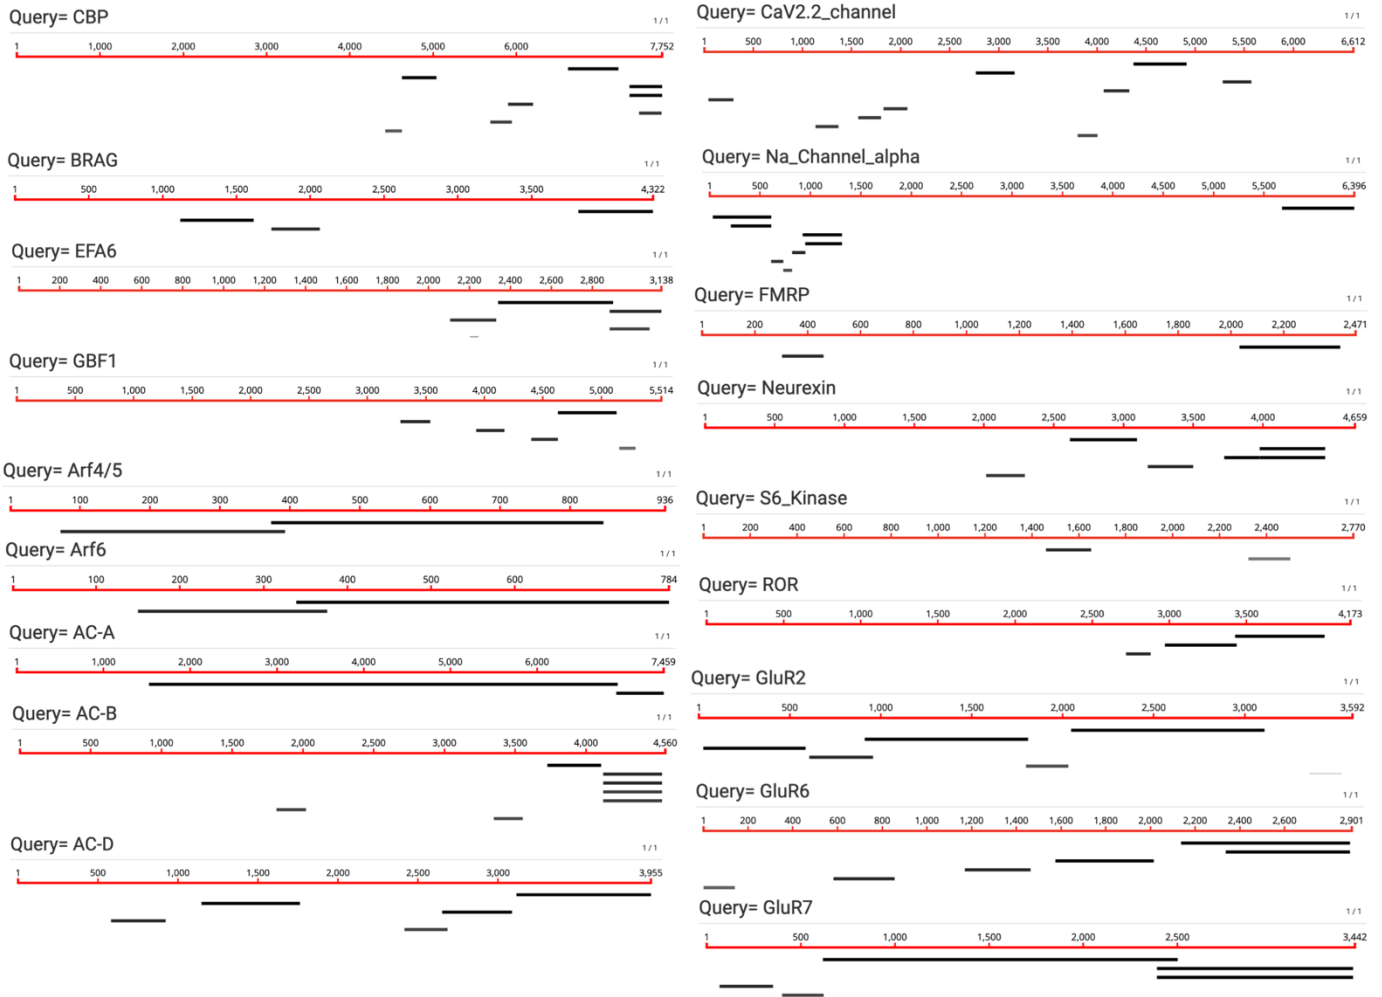 Query= CBP
1 / 1
1 1,000 2,000 3,000 4,000 5,000 6,000 7,752
Query= BRAG
1 / 1
1 500 1,000 1,500 2,000 2,500 3,000 3,500 4,322
Query= EFA6
1 / 1
1 200 400 600 800 1,000 1,200 1,400 1,600 1,800 2,000 2,200 2,400 2,600 2,800 3,138
Query= GBF1
1 / 1
1 500 1,000 1,500 2,000 2,500 3,000 3,500 4,000 4,500 5,000 5,514
Query= Arf4/5
1 / 1
1 100 200 300 400 500 600 700 800 936
Query= Arf6
1 / 1
1 100 200 300 400 500 600 784
Query= AC-A
1 / 1
1 1,000 2,000 3,000 4,000 5,000 6,000 7,459
Query= AC-B
1 / 1
1 500 1,000 1,500 2,000 2,500 3,000 3,500 4,000 4,560
Query= AC-D
1 / 1
1 500 1,000 1,500 2,000 2,500 3,000 3,955
Query= CaV2.2_channel
1 / 1
1 500 1,000 1,500 2,000 2,500 3,000 3,500 4,000 4,500 5,000 5,500 6,000 6,612
Query= Na_Channel_alpha
1 / 1
1 500 1,000 1,500 2,000 2,500 3,000 3,500 4,000 4,500 5,000 5,500 6,396
Query= FMRP
1 / 1
1 200 400 600 800 1,000 1,200 1,400 1,600 1,800 2,000 2,200 2,471
Query= Neurexin
1 / 1
1 500 1,000 1,500 2,000 2,500 3,000 3,500 4,000 4,659
Query= S6_Kinase
1 / 1
1 200 400 600 800 1,000 1,200 1,400 1,600 1,800 2,000 2,200 2,400 2,770
Query= ROR
1 / 1
1 500 1,000 1,500 2,000 2,500 3,000 3,500 4,173
Query= GluR2
1 / 1
1 500 1,000 1,500 2,000 2,500 3,000 3,592
Query= GluR6
1 / 1
1 200 400 600 800 1,000 1,200 1,400 1,600 1,800 2,000 2,200 2,400 2,600 2,901
Query= GluR7
1 / 1
1 500 1,000 1,500 2,000 2,500 3,442